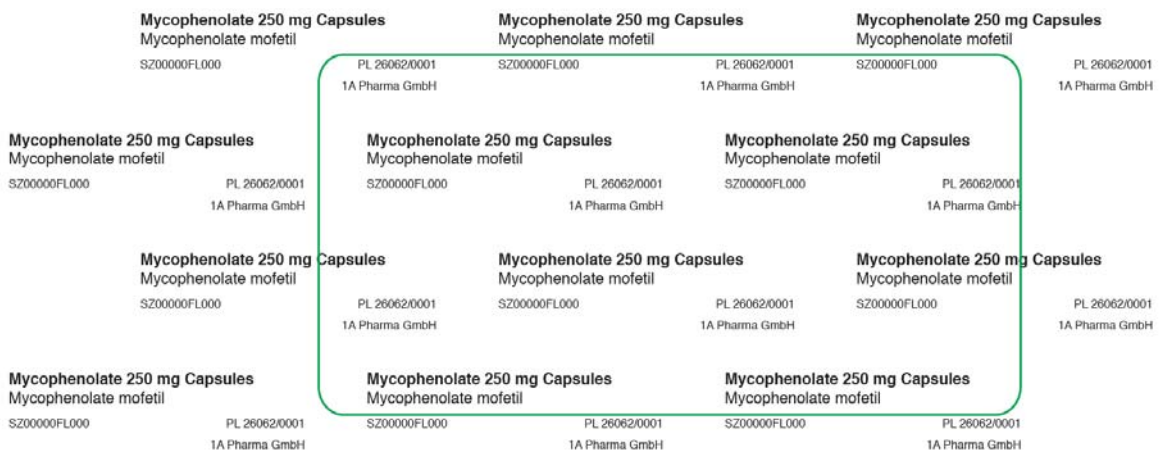 Mycophenolate 250 mg Capsules Mycophenolate 250 mg Capsules Mycophenolate 250 mg Capsules
Mycophenolate mofetil Mycophenolate mofetil Mycophenolate mofetil
SZ00000FL000 PL 26062/0001 SZ00000FL000 PL 26062/0001 SZ00000FL000 PL 26062/0001
1A Pharma GmbH 1A Pharma GmbH 1A Pharma GmbH
Mycophenolate 250 mg Capsules Mycophenolate 250 mg Capsules Mycophenolate 250 mg Capsules
Mycophenolate mofetil Mycophenolate mofetil Mycophenolate mofetil
SZ00000FL000 PL 26062/0001 SZ00000FL000 PL 26062/0001 SZ00000FL000 PL 26062/0001
1A Pharma GmbH 1A Pharma GmbH 1A Pharma GmbH
Mycophenolate 250 mg Capsules Mycophenolate 250 mg Capsules Mycophenolate 250 mg Capsules
Mycophenolate mofetil Mycophenolate mofetil Mycophenolate mofetil
SZ00000FL000 PL 26062/0001 SZ00000FL000 PL 26062/0001 SZ00000FL000 PL 26062/0001
1A Pharma GmbH 1A Pharma GmbH 1A Pharma GmbH
Mycophenolate 250 mg Capsules Mycophenolate 250 mg Capsules Mycophenolate 250 mg Capsules
Mycophenolate mofetil Mycophenolate mofetil Mycophenolate mofetil
SZ00000FL000 PL 26062/0001 SZ00000FL000 PL 26062/0001 SZ00000FL000 PL 26062/0001
1A Pharma GmbH 1A Pharma GmbH 1A Pharma GmbH